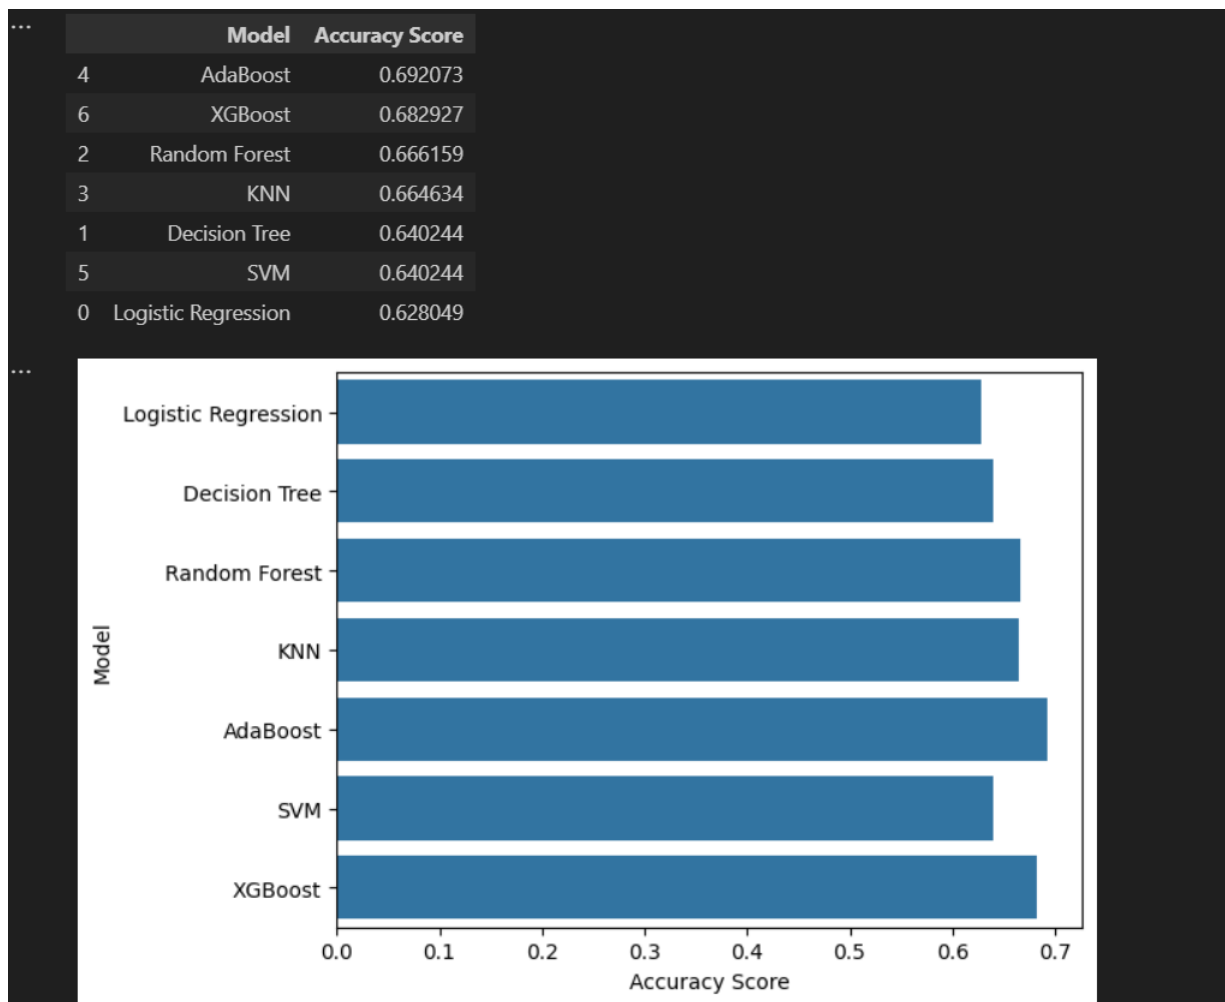 ...
Model Accuracy Score
4 AdaBoost 0.692073
6 XGBoost 0.682927
2 Random Forest 0.666159
3 KNN 0.664634
1 Decision Tree 0.640244
5 SVM 0.640244
0 Logistic Regression 0.628049
...
Logistic Regression
Decision Tree
Random Forest
KNN
Model
AdaBoost
SVM
XGBoost
0.0 0.1 0.2 0.3 0.4 0.5 0.6 0.7
Accuracy Score